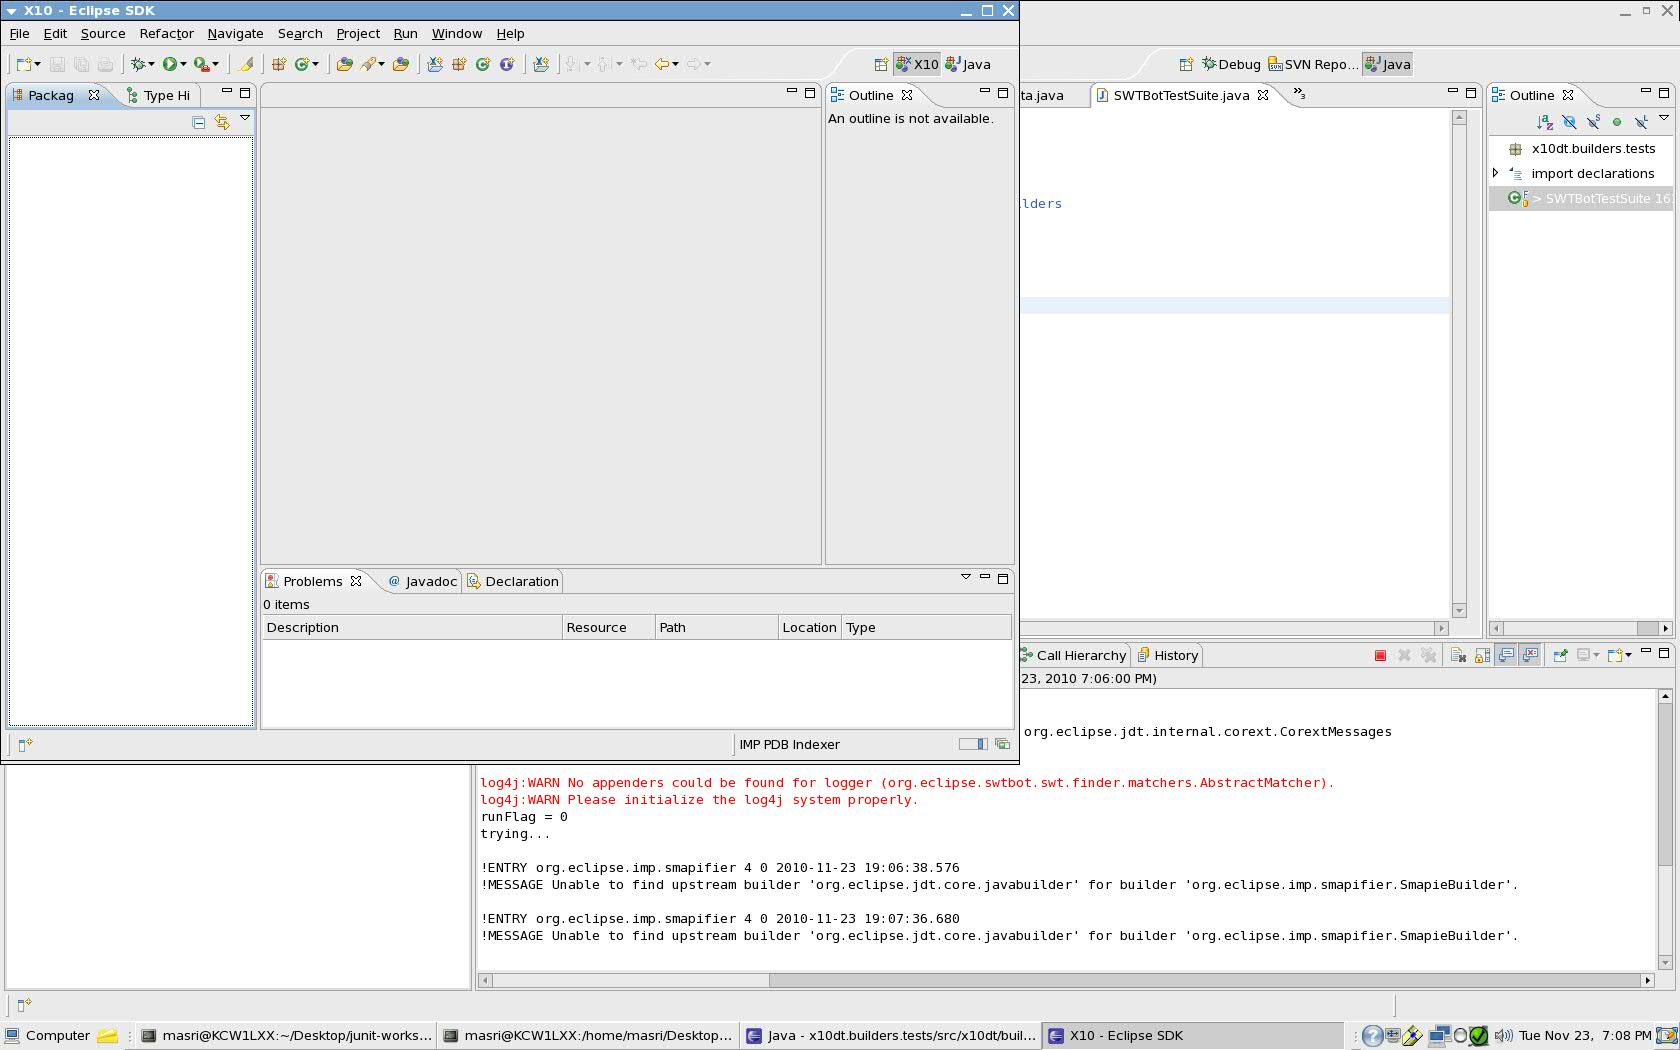 X10 - Eclipse SDK
File Edit Source Refactor Navigate Search Project Run Window Help
X10 Java
Debug SVN Repo... Java
Packag Type Hi
Outline
ta.java SWTBotTestSuite.java 3
Outline
An outline is not available.
x10dt.builders.tests
import declarations
> SWTBotTestSuite 16
lders
Problems @ Javadoc Declaration
0 items
Description Resource Path Location Type
Call Hierarchy History
23, 2010 7:06:00 PM)
org.eclipse.jdt.internal.corext.CorextMessages
IMP PDB Indexer
log4j:WARN No appenders could be found for logger (org.eclipse.swtbot.swt.finder.matchers.AbstractMatcher).
log4j:WARN Please initialize the log4j system properly.
runFlag = 0
trying...
!ENTRY org.eclipse.imp.smapifier 4 0 2010-11-23 19:06:38.576
!MESSAGE Unable to find upstream builder 'org.eclipse.jdt.core.javabuilder' for builder 'org.eclipse.imp.smapifier.SmapieBuilder'.
!ENTRY org.eclipse.imp.smapifier 4 0 2010-11-23 19:07:36.680
!MESSAGE Unable to find upstream builder 'org.eclipse.jdt.core.javabuilder' for builder 'org.eclipse.imp.smapifier.SmapieBuilder'.
Computer masri@KCW1LXX:~/Desktop/junit-works... masri@KCW1LXX:/home/masri/Desktop... Java - x10dt.builders.tests/src/x10dt/buil... X10 - Eclipse SDK Tue Nov 23, 7:08 PM